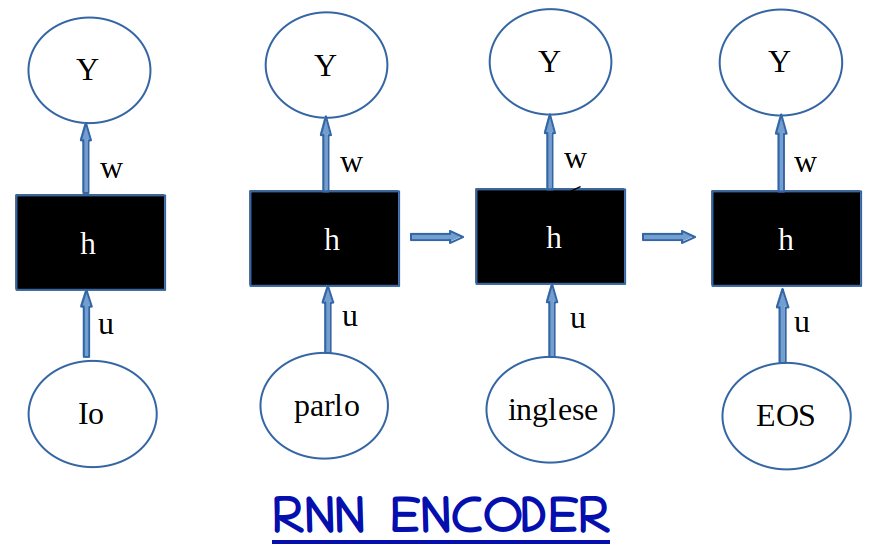 Y Y Y Y
w w w w
h h h h
u u u u
Io parlo inglese EOS
RNN ENCODER